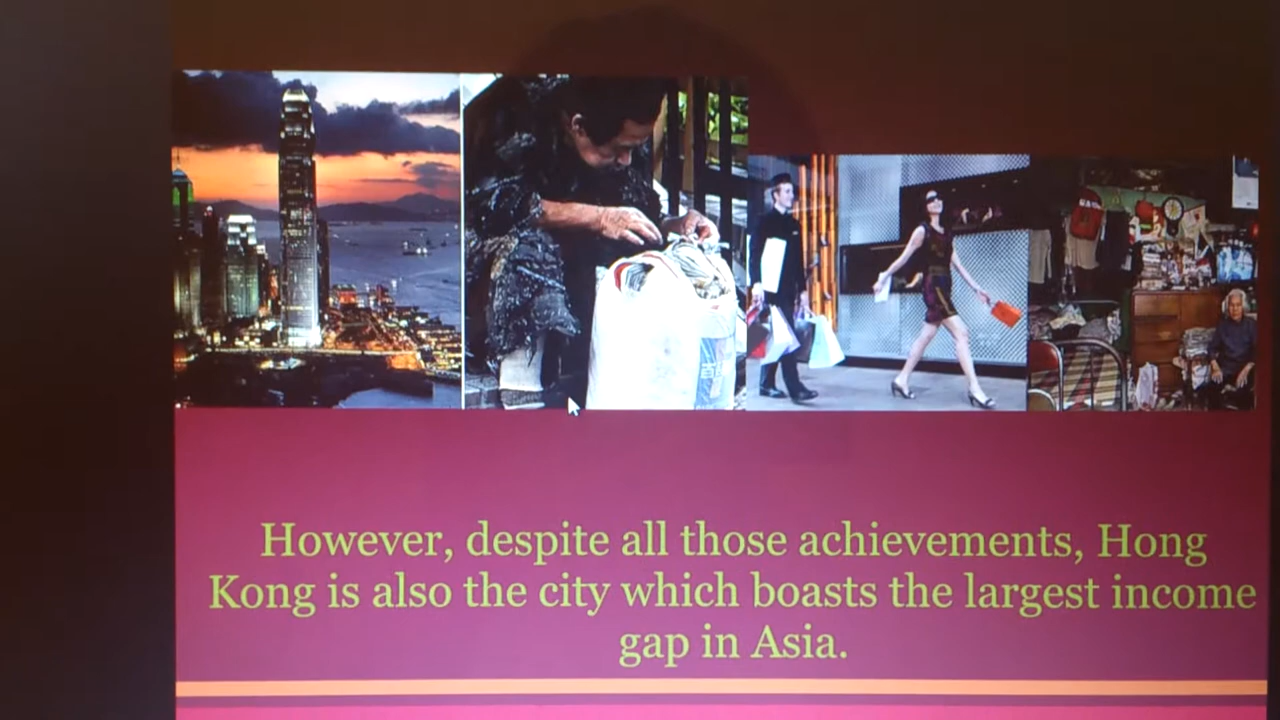 However, despite all those achievements, Hong
Kong is also the city which boasts the largest income
gap in Asia.